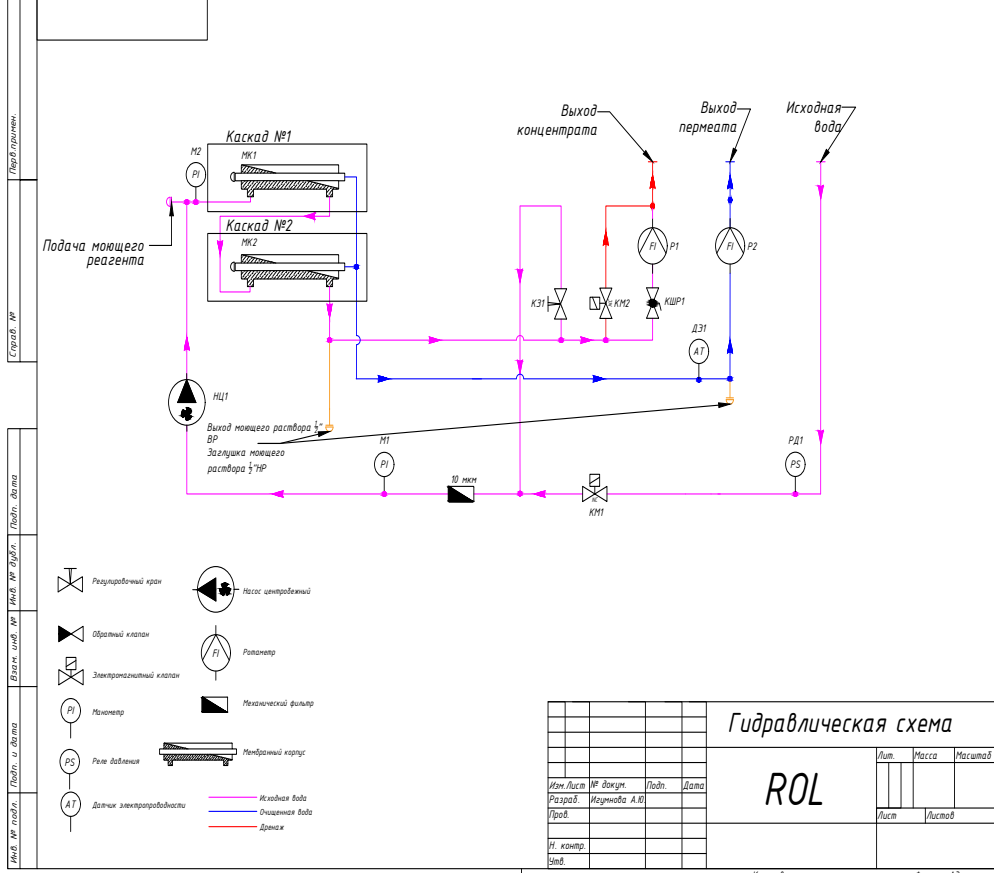 Перв.примен.
Справ. №
Подп. дата
Инв. № дубл.
Взам. инв. №
Подп. и дата
Инв. № подл.
Выход
концентрата
Выход
пермеата
Исходная
вода
Каскад №1
МК1
М2
PI
Каскад №2
МК2
Подача моющего
реагента
FI
Р1
FI
Р2
КЗ1
КМ2
КШР1
ДЭ1
AT
НЦ1
Выход моющего раствора 1/2"
ВР
Заглушка моющего
раствора 1/2"НР
М1
PI
РД1
PS
10 мкм
КМ1
Регулировочный кран
Насос центробежный
Обратный клапан
FI
Ротаметр
Электромагнитный клапан
PI
Манометр
Механический фильтр
PS
Реле давления
Мембранный корпус
AT
Датчик электропроводности
Исходная вода
Очищенная вода
Дренаж
Гидравлическая схема
ROL
Лит.
Масса
Масштаб
Изм.
Лист
№ докум.
Подп.
Дата
Разраб.
Игумнова А.Ю.
Пров.
Лист
Листов
Н. контр.
Утв.